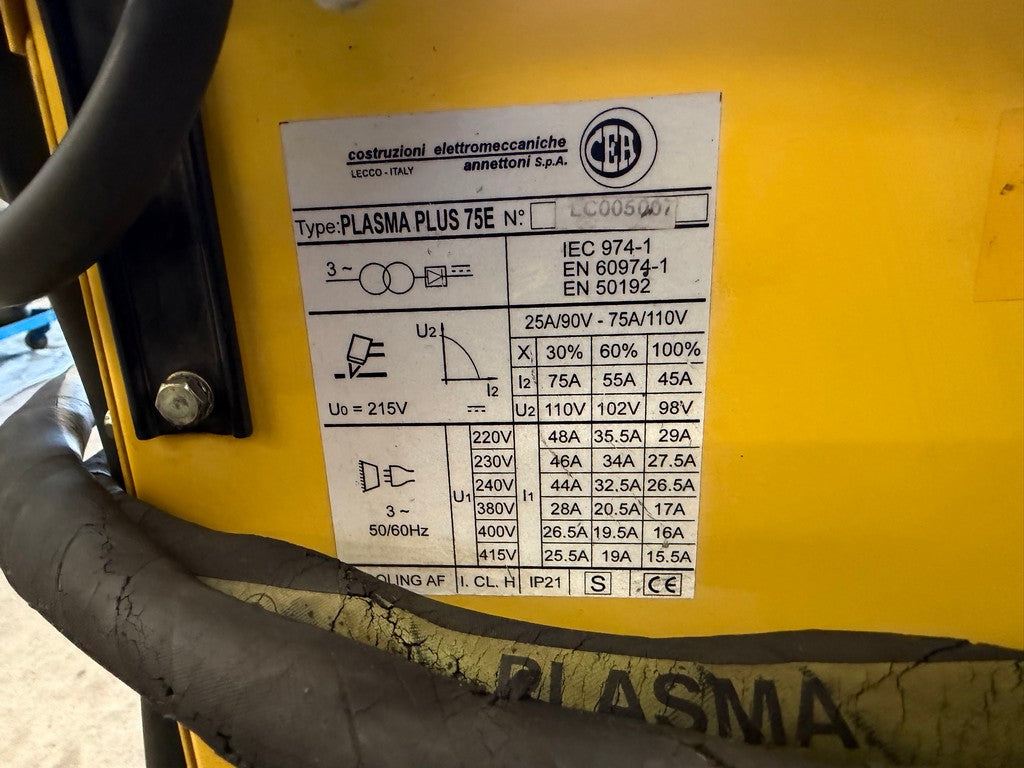 costruzioni elettromeccaniche
annettoni S.p.A.
LECCO - ITALY
CEA
Type: PLASMA PLUS 75E N°. LC005007
3 ~
IEC 974-1
EN 60974-1
EN 50192
25A/90V - 75A/110V
X 30% 60% 100%
I2 75A 55A 45A
U2 110V 102V 98V
U2
I2
U0 = 215V
3 ~
50/60Hz
U1
I1
220V 48A 35.5A 29A
230V 46A 34A 27.5A
240V 44A 32.5A 26.5A
380V 28A 20.5A 17A
400V 26.5A 19.5A 16A
415V 25.5A 19A 15.5A
OLING AF I. CL. H IP21 S CE
PLASMA